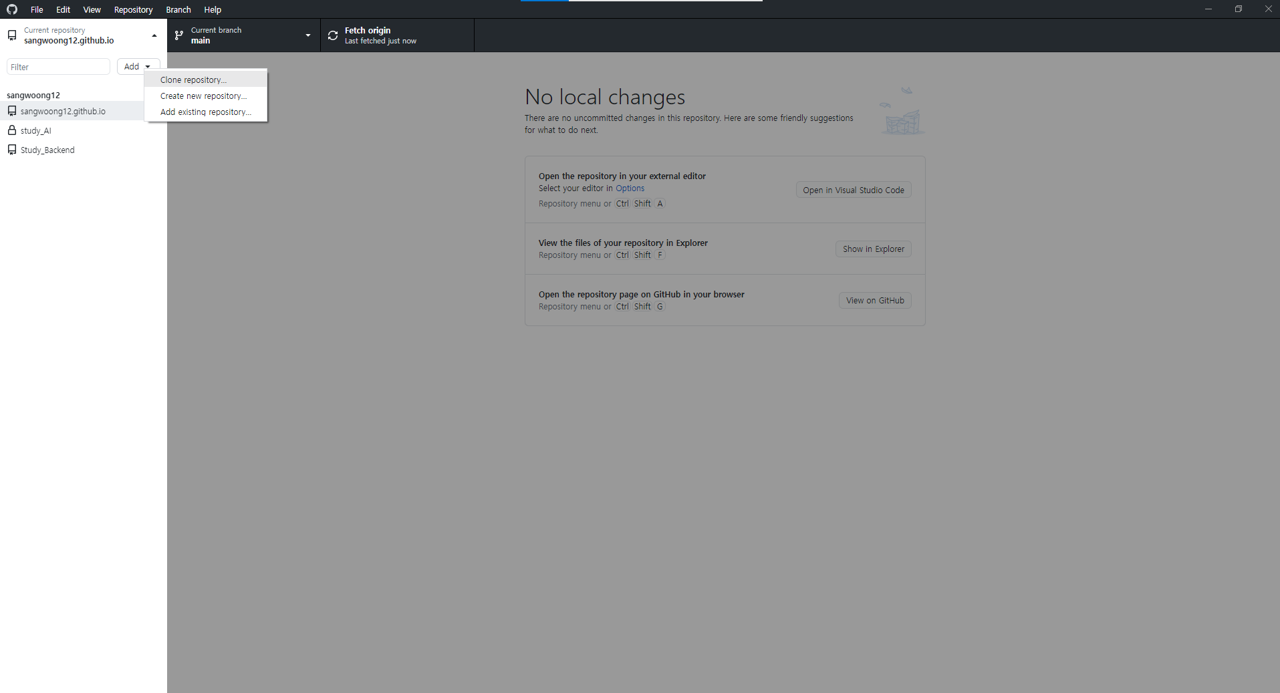 File Edit View Repository Branch Help
Current repository
sangwoong12.github.io
Current branch
main
Fetch origin
Last fetched just now
Filter
Add
Clone repository...
Create new repository...
Add existing repository...
sangwoong12
sangwoong12.github.io
study_AI
Study_Backend
No local changes
There are no uncommitted changes in this repository. Here are some friendly suggestions
for what to do next.
Open the repository in your external editor
Select your editor in Options
Repository menu or Ctrl Shift A
Open in Visual Studio Code
View the files of your repository in Explorer
Repository menu or Ctrl Shift F
Show in Explorer
Open the repository page on GitHub in your browser
Repository menu or Ctrl Shift G
View on GitHub